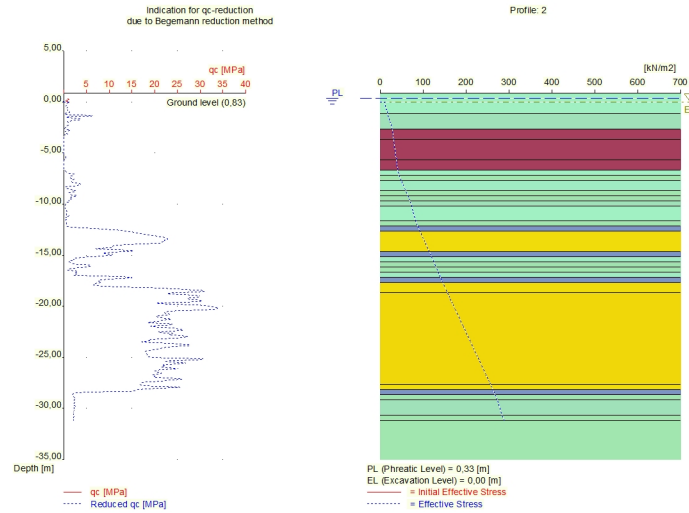 Indication for qc-reduction
due to Begemann reduction method
Profile: 2
5,00
qc [MPa]
5 10 15 20 25 30 35 40
Ground level (0,83)
0,00
-5,00
-10,00
-15,00
-20,00
-25,00
-30,00
-35,00
Depth [m]
qc [MPa]
Reduced qc [MPa]
[kN/m2]
0 100 200 300 400 500 600 700
PL
E
PL (Phreatic Level) = 0,33 [m]
EL (Excavation Level) = 0,00 [m]
= Initial Effective Stress
= Effective Stress